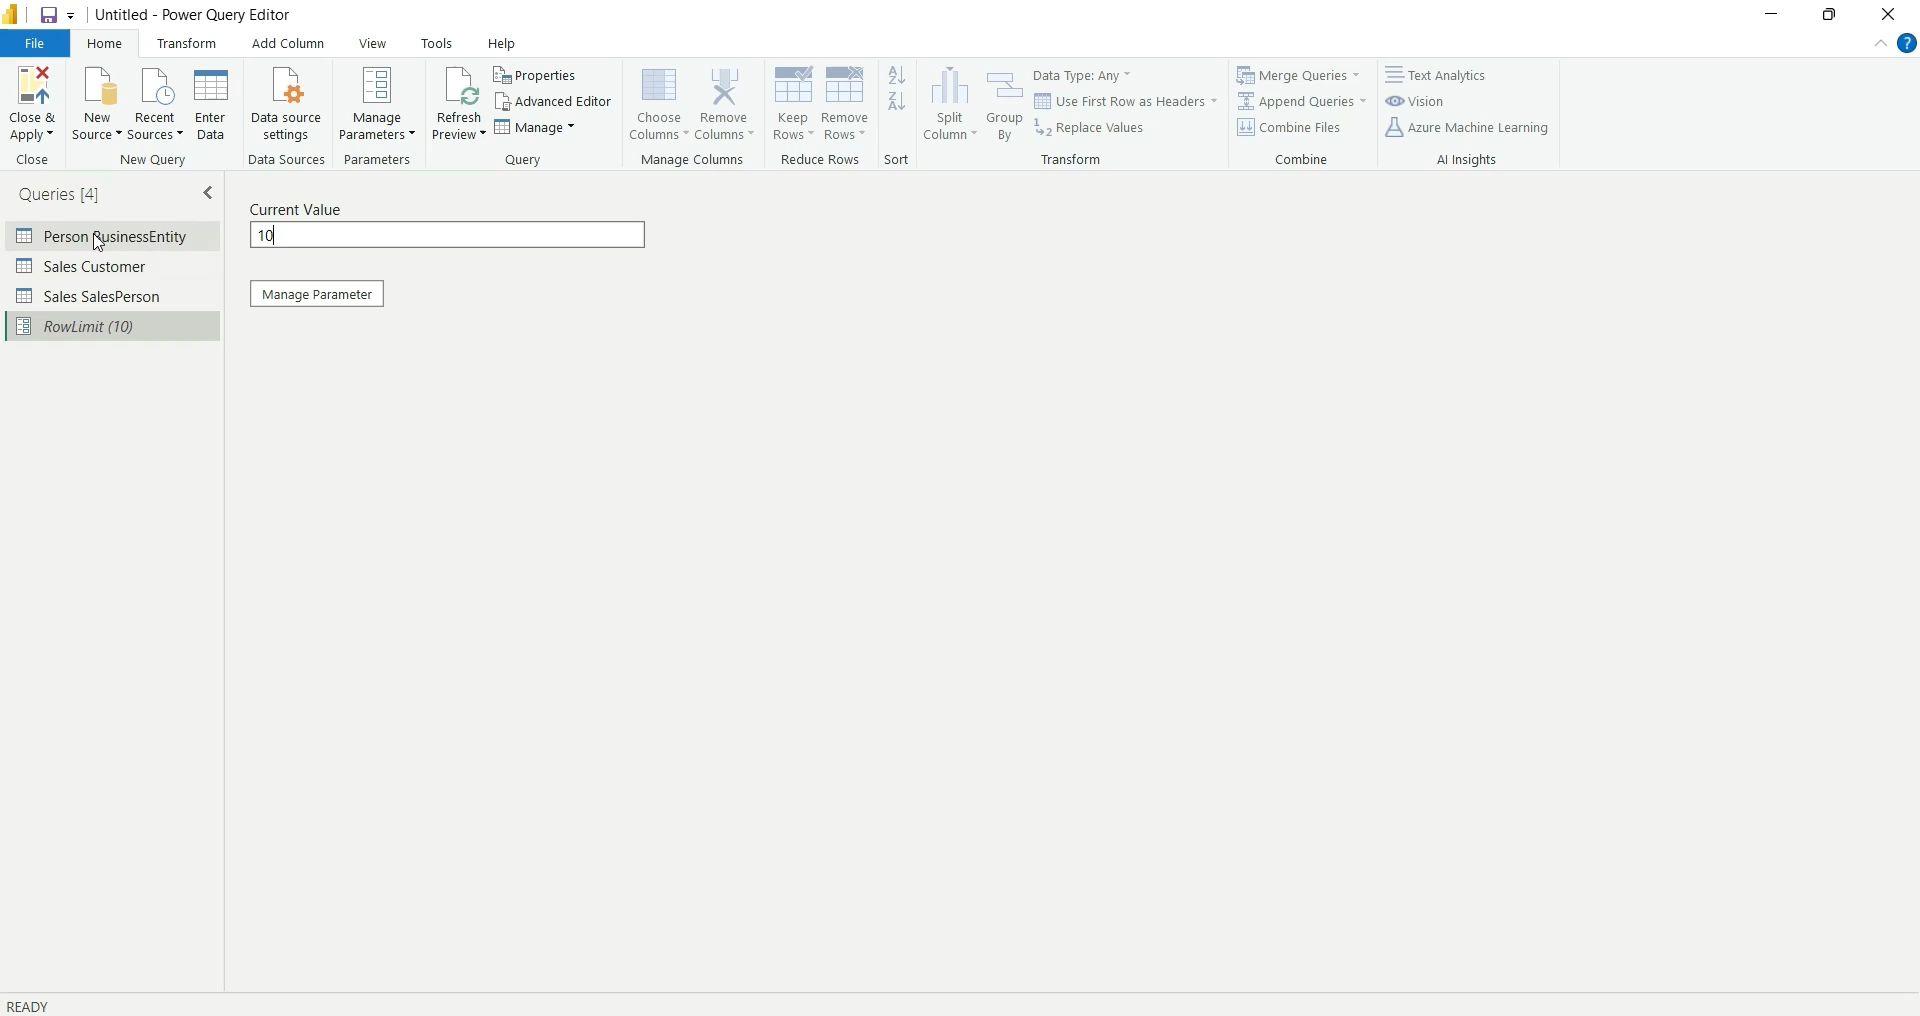 Untitled - Power Query Editor
File Home Transform Add Column View Tools Help
?
Close & Apply
Close
New Source
Recent Sources
Enter Data
New Query
Data source settings
Data Sources
Manage Parameters
Parameters
Refresh Preview
Properties
Advanced Editor
Manage
Query
Choose Columns
Remove Columns
Manage Columns
Keep Rows
Remove Rows
Reduce Rows
A
Z
Z
A
Sort
Split Column
Group By
Data Type: Any
Use First Row as Headers
1
2
Replace Values
Transform
Merge Queries
Append Queries
Combine Files
Combine
Text Analytics
Vision
Azure Machine Learning
AI Insights
Queries [4]
Person BusinessEntity
Sales Customer
Sales SalesPerson
RowLimit (10)
Current Value
10
Manage Parameter
READY